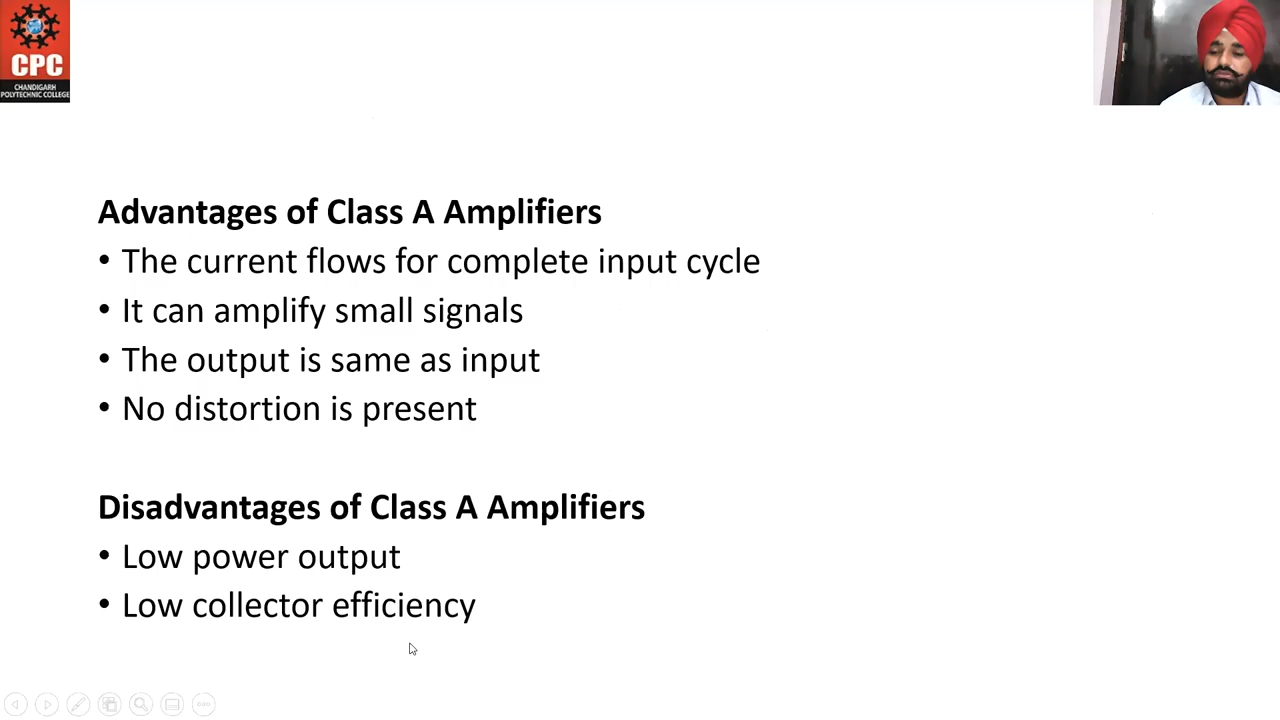 CPC
CHANDIGARH
POLYTECHNIC COLLEGE
Advantages of Class A Amplifiers
• The current flows for complete input cycle
• It can amplify small signals
• The output is same as input
• No distortion is present
Disadvantages of Class A Amplifiers
• Low power output
• Low collector efficiency